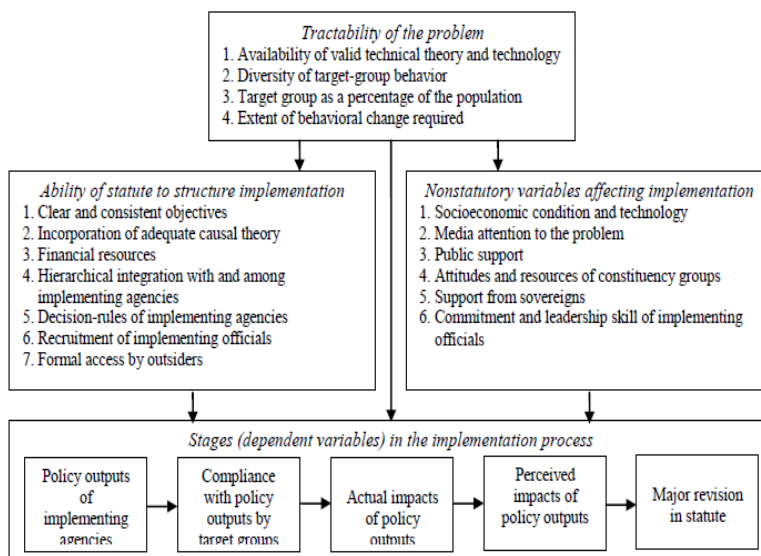 Tractability of the problem
1. Availability of valid technical theory and technology
2. Diversity of target-group behavior
3. Target group as a percentage of the population
4. Extent of behavioral change required
Ability of statute to structure implementation
1. Clear and consistent objectives
2. Incorporation of adequate causal theory
3. Financial resources
4. Hierarchical integration with and among
implementing agencies
5. Decision-rules of implementing agencies
6. Recruitment of implementing officials
7. Formal access by outsiders
Nonstatutory variables affecting implementation
1. Socioeconomic condition and technology
2. Media attention to the problem
3. Public support
4. Attitudes and resources of constituency groups
5. Support from sovereigns
6. Commitment and leadership skill of implementing
officials
Stages (dependent variables) in the implementation process
Policy outputs
of
implementing
agencies
Compliance
with policy
outputs by
target groups
Actual impacts
of policy
outputs
Perceived
impacts of
policy outputs
Major revision
in statute